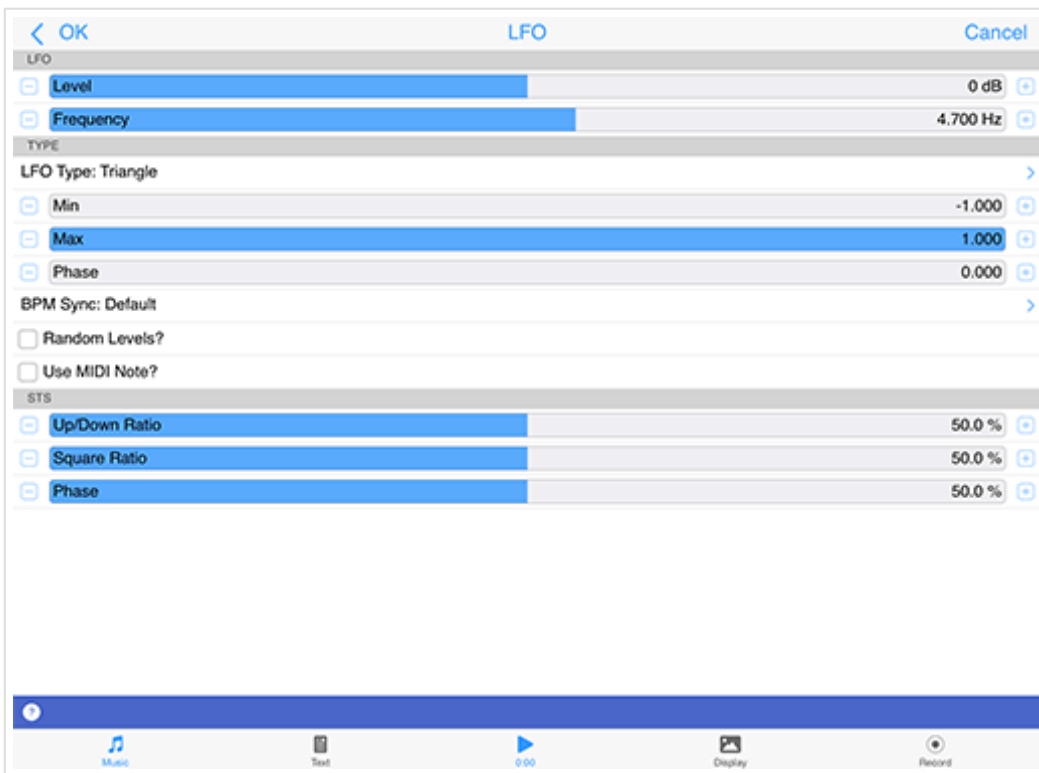 OK LFO Cancel
LFO
Level 0 dB
Frequency 4.700 Hz
TYPE
LFO Type: Triangle
Min -1.000
Max 1.000
Phase 0.000
BPM Sync: Default
Random Levels?
Use MIDI Note?
STS
Up/Down Ratio 50.0 %
Square Ratio 50.0 %
Phase 50.0 %
?
Music Text 0:00 Display Record